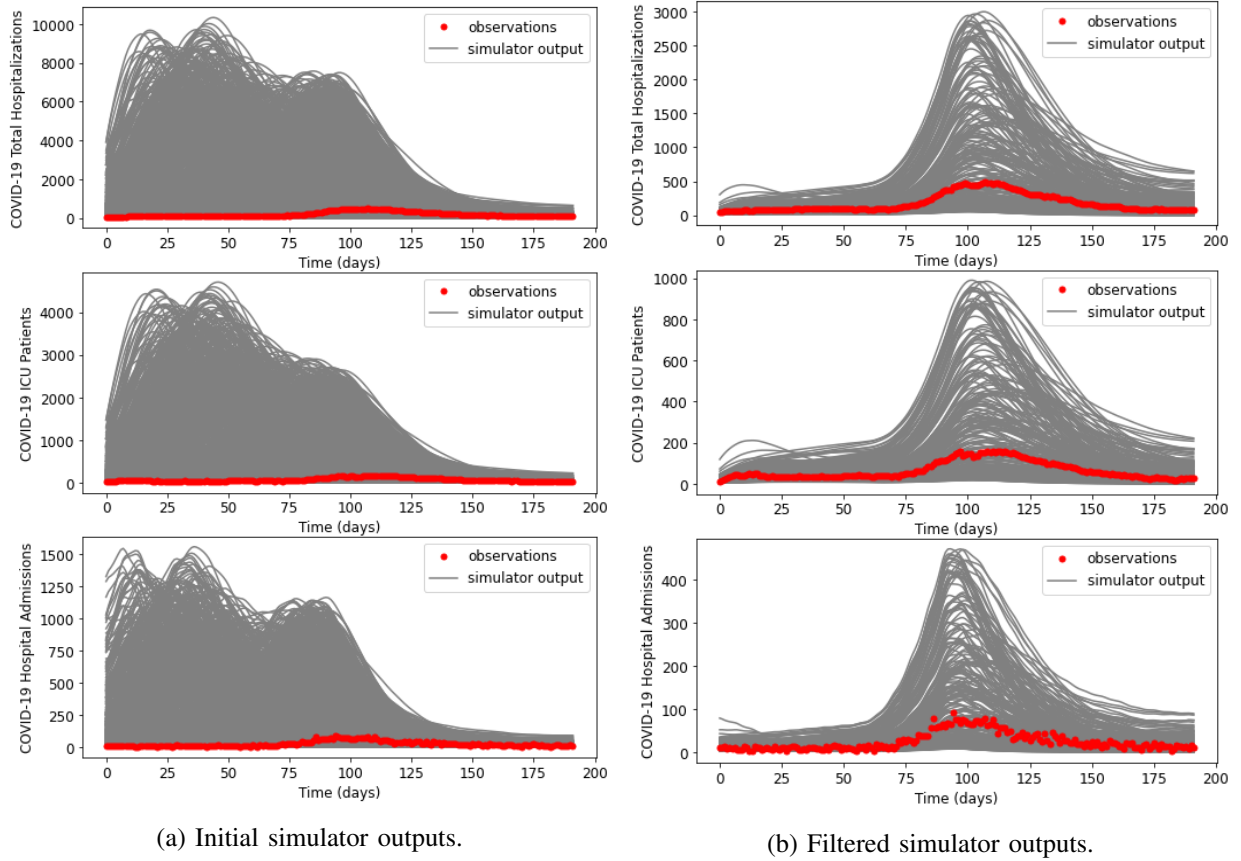 COVID-19 Total Hospitalizations
10000
8000
6000
4000
2000
0
observations
simulator output
0 25 50 75 100 125 150 175 200
Time (days)
COVID-19 ICU Patients
4000
3000
2000
1000
0
observations
simulator output
0 25 50 75 100 125 150 175 200
Time (days)
COVID-19 Hospital Admissions
1500
1250
1000
750
500
250
0
observations
simulator output
0 25 50 75 100 125 150 175 200
Time (days)
(a) Initial simulator outputs.
COVID-19 Total Hospitalizations
3000
2500
2000
1500
1000
500
0
observations
simulator output
0 25 50 75 100 125 150 175 200
Time (days)
COVID-19 ICU Patients
1000
800
600
400
200
0
observations
simulator output
0 25 50 75 100 125 150 175 200
Time (days)
COVID-19 Hospital Admissions
400
300
200
100
0
observations
simulator output
0 25 50 75 100 125 150 175 200
Time (days)
(b) Filtered simulator outputs.